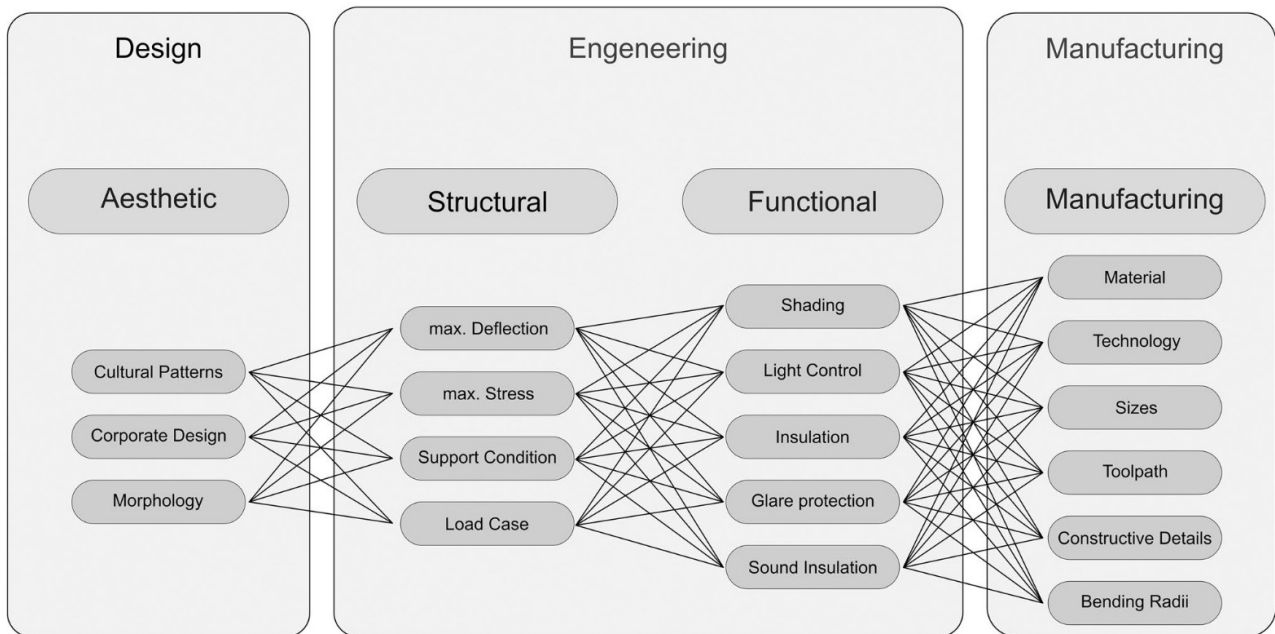 Design
Engeneering
Manufacturing
Aesthetic
Structural
Functional
Manufacturing
Cultural Patterns
Corporate Design
Morphology
max. Deflection
max. Stress
Support Condition
Load Case
Shading
Light Control
Insulation
Glare protection
Sound Insulation
Material
Technology
Sizes
Toolpath
Constructive Details
Bending Radii